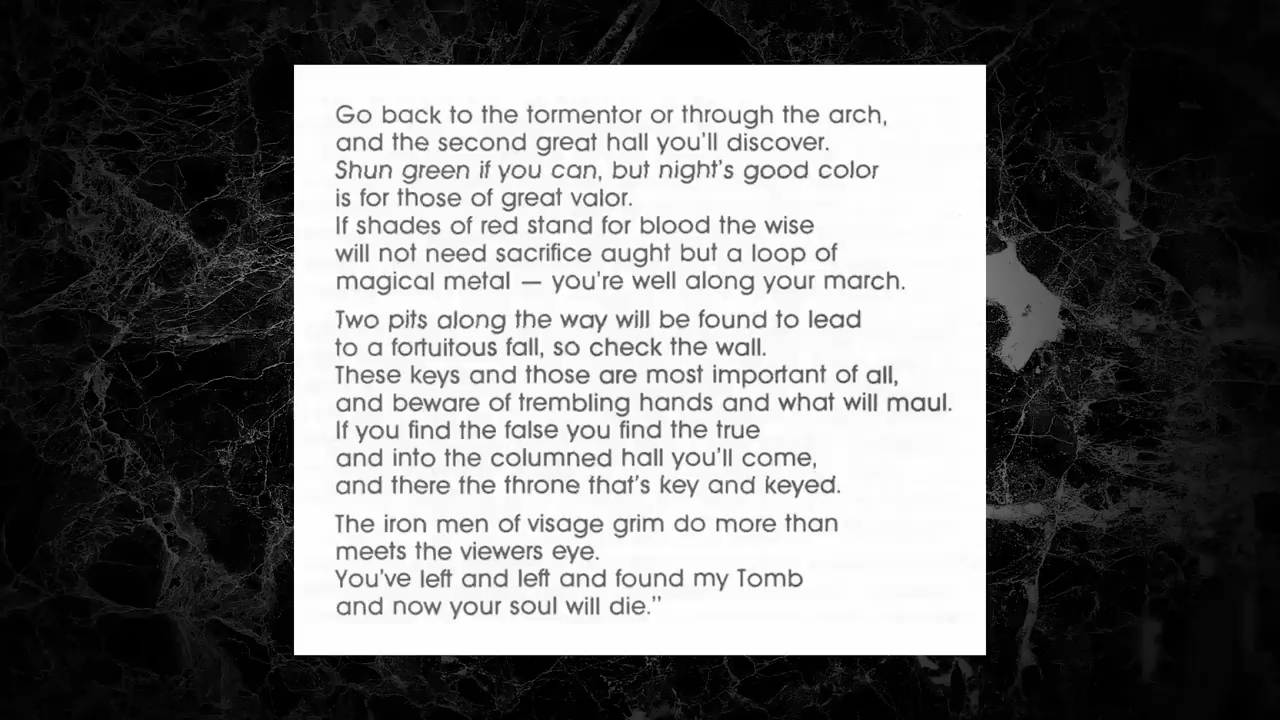 Go back to the tormentor or through the arch,
and the second great hall you'll discover.
Shun green if you can, but night's good color
is for those of great valor.
If shades of red stand for blood the wise
will not need sacrifice aught but a loop of
magical metal — you're well along your march.
Two pits along the way will be found to lead
to a fortuitous fall, so check the wall.
These keys and those are most important of all,
and beware of trembling hands and what will maul.
If you find the false you find the true
and into the columned hall you'll come,
and there the throne that's key and keyed.
The iron men of visage grim do more than
meets the viewers eye.
You've left and left and found my Tomb
and now your soul will die.”